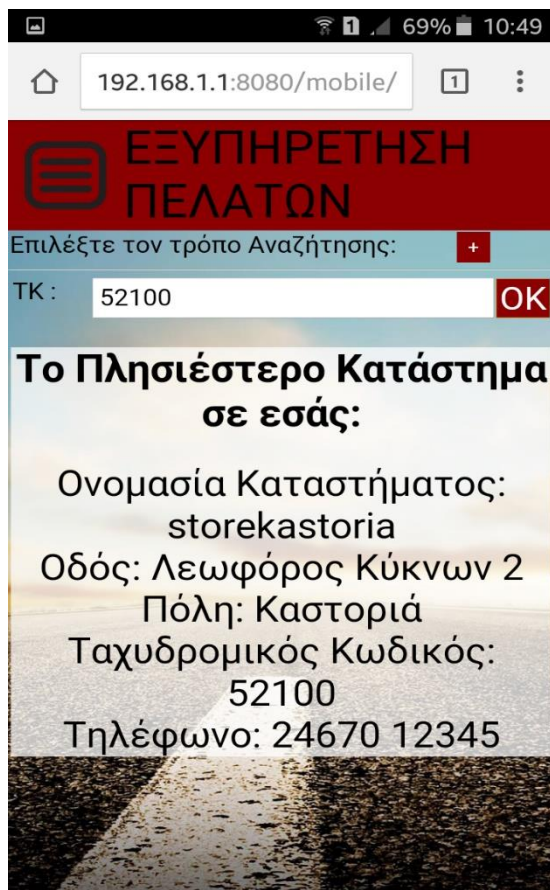 1 69% 10:49
192.168.1.1:8080/mobile/ 1
ΕΞΥΠΗΡΕΤΗΣΗ
ΠΕΛΑΤΩΝ
Επιλέξτε τον τρόπο Αναζήτησης: +
ΤΚ : 52100 OK
Το Πλησιέστερο Κατάστημα
σε εσάς:
Ονομασία Καταστήματος:
storekastoria
Οδός: Λεωφόρος Κύκνων 2
Πόλη: Καστοριά
Ταχυδρομικός Κωδικός:
52100
Τηλέφωνο: 24670 12345